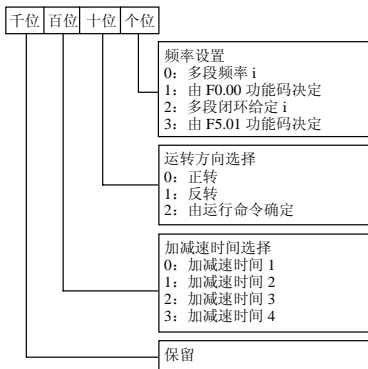 千位 百位 十位 个位
频率设置
0：多段频率 i
1：由 F0.00 功能码决定
2：多段闭环给定 i
3：由 F5.01 功能码决定
运转方向选择
0：正转
1：反转
2：由运行命令确定
加减速时间选择
0：加减速时间 1
1：加减速时间 2
2：加减速时间 3
3：加减速时间 4
保留